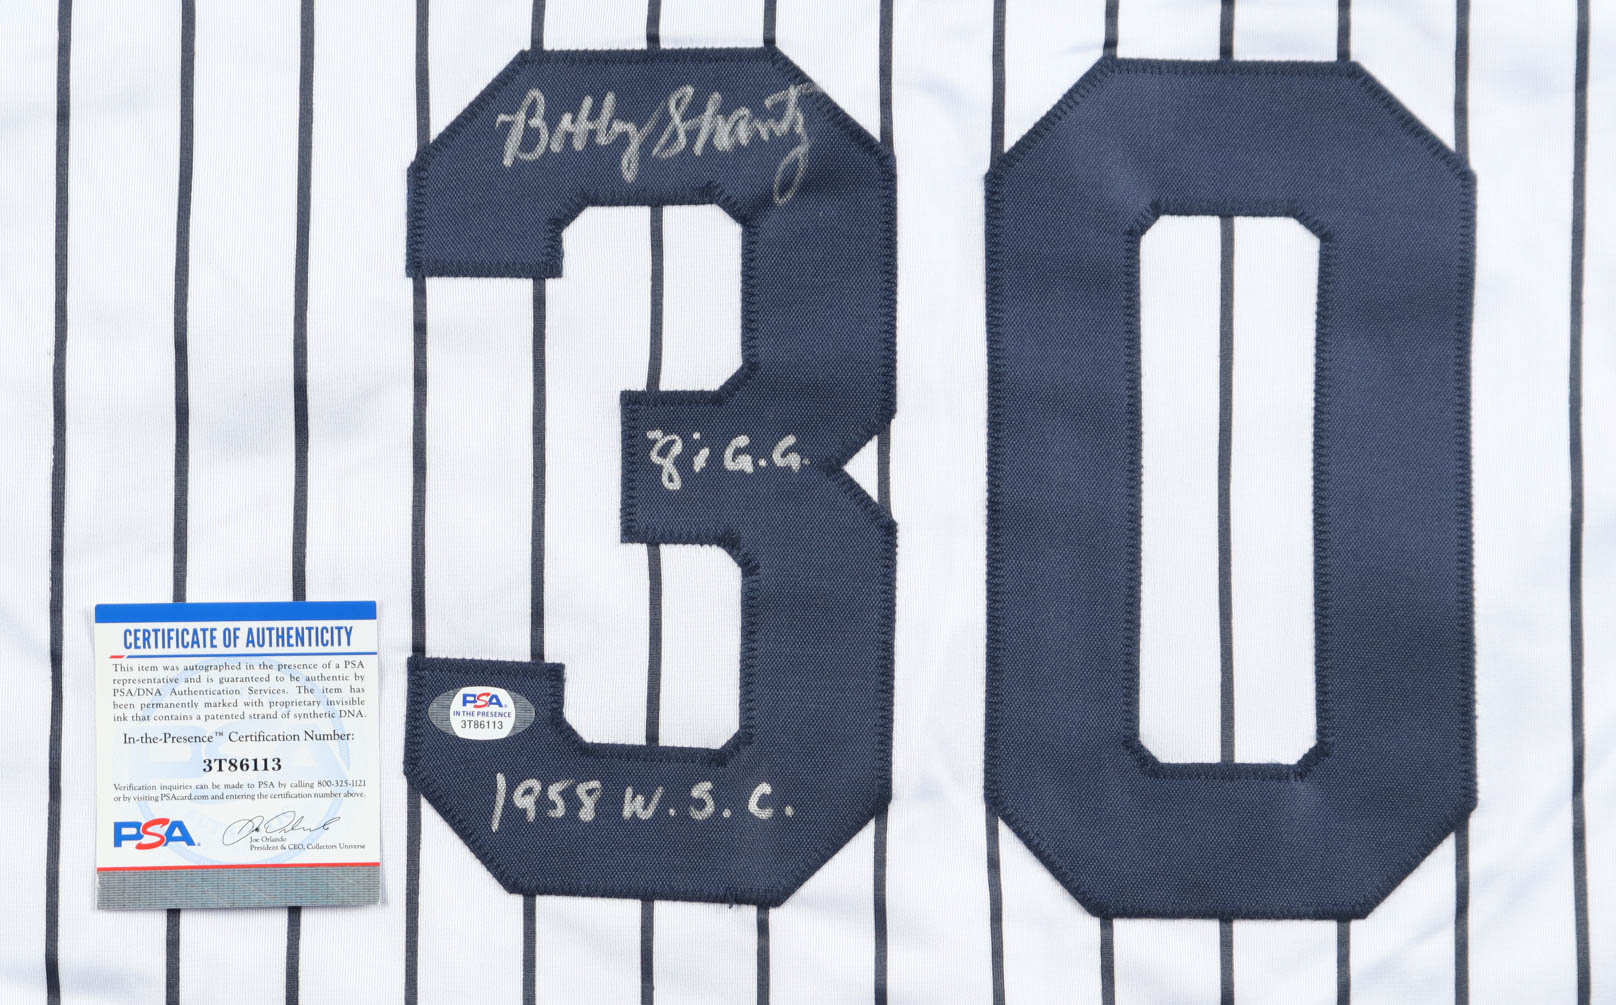 Bobby Shantz
30
"8" x G.G.
1958 W.S.C.
PSA
IN THE PRESENCE
3T86113
CERTIFICATE OF AUTHENTICITY
This item was autographed in the presence of a PSA
representative and is guaranteed to be authentic by
PSA/DNA Authentication Services. The item has
been permanently marked with proprietary invisible
ink that contains a patented strand of synthetic DNA.
In-the-Presence™ Certification Number:
3T86113
Verification inquiries can be made to PSA by calling 800-325-1121
or by visiting PSAcard.com and entering the certification number above.
PSA
Joe Orlando
Joe Orlando
President & CEO, Collectors Universe